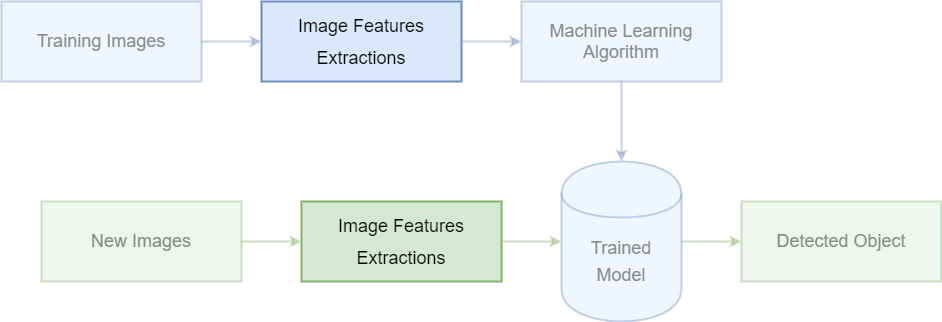 Training Images
Image Features
Extractions
Machine Learning
Algorithm
New Images
Image Features
Extractions
Trained
Model
Detected Object